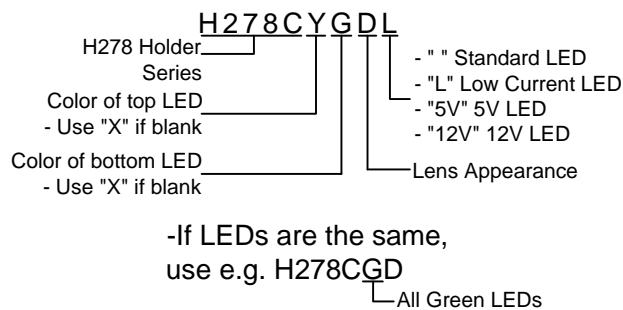 H278CYGDL
H278 Holder
Series
Color of top LED
- Use "X" if blank
Color of bottom LED
- Use "X" if blank
- " " Standard LED
- "L" Low Current LED
- "5V" 5V LED
- "12V" 12V LED
Lens Appearance
-If LEDs are the same,
use e.g. H278CGD
All Green LEDs